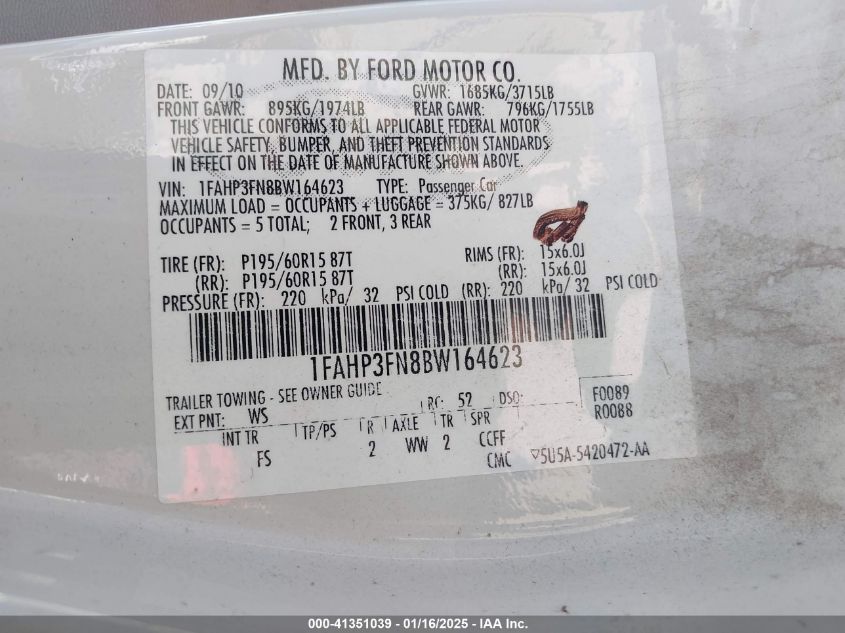 MFD. BY FORD MOTOR CO.
DATE: 09/10 GVWR: 1685KG/3715LB
FRONT GAWR: 895KG/1974LB REAR GAWR: 796KG/1755LB
THIS VEHICLE CONFORMS TO ALL APPLICABLE FEDERAL MOTOR
VEHICLE SAFETY, BUMPER, AND THEFT PREVENTION STANDARDS
IN EFFECT ON THE DATE OF MANUFACTURE SHOWN ABOVE.
VIN: 1FAHP3FN8BW164623 TYPE: Passenger Car
MAXIMUM LOAD = OCCUPANTS + LUGGAGE = 375KG/ 827LB
OCCUPANTS = 5 TOTAL; 2 FRONT, 3 REAR
TIRE (FR): P195/60R15 87T RIMS (FR): 15x6.0J
(RR): P195/60R15 87T (RR): 15x6.0J
PRESSURE (FR): 220 kPa/ 32 PSI COLD (RR): 220 kPa/ 32 PSI COLD
1FAHP3FN8BW164623
TRAILER TOWING - SEE OWNER GUIDE
EXT PNT: WS RC: 52 DSO: F0089
R0088
INT TR TP/PS R AXLE TR SPR
FS 2 WW 2 CCFF
CMC ▽5U5A-5420472-AA
000-41351039 - 01/16/2025 - IAA Inc.